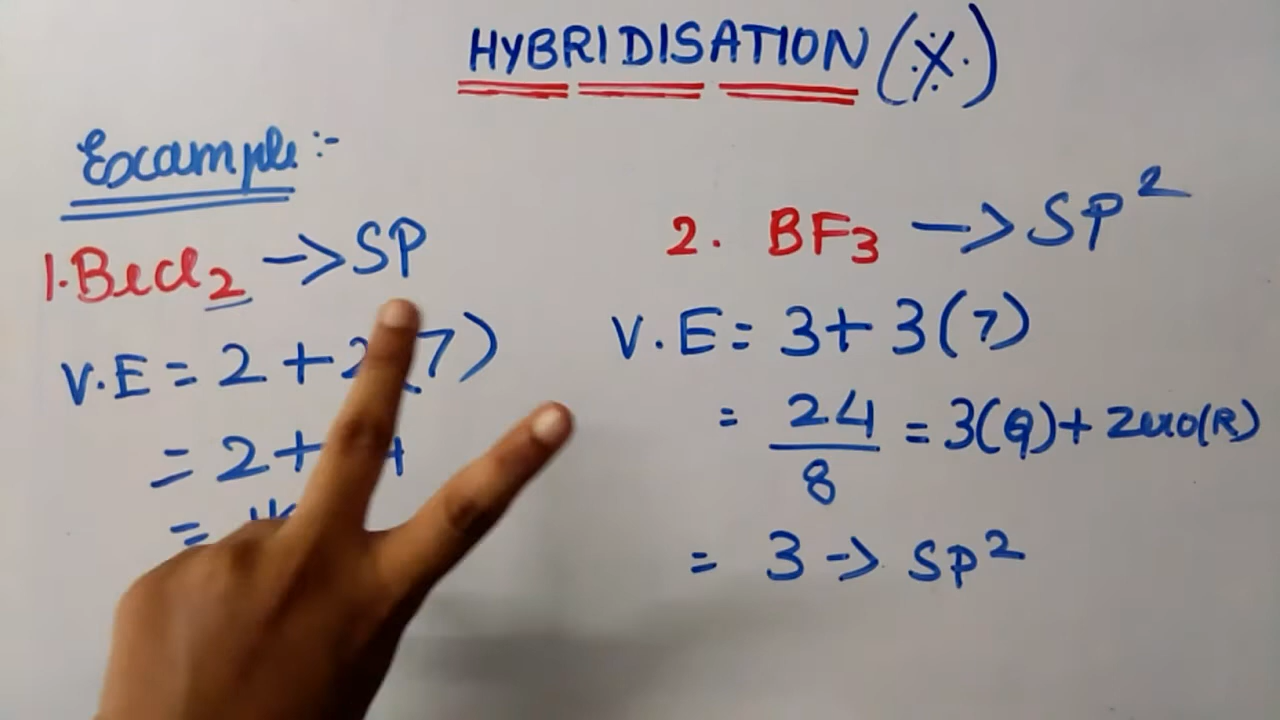 HYBRIDISATION (X)
Example:-
1. BeCl2 -> SP
V.E = 2 + 2(7)
= 2 +
=
2. BF3 -> SP²
V.E = 3 + 3(7)
= 24/8 = 3(Q) + Zero(R)
= 3 -> SP²